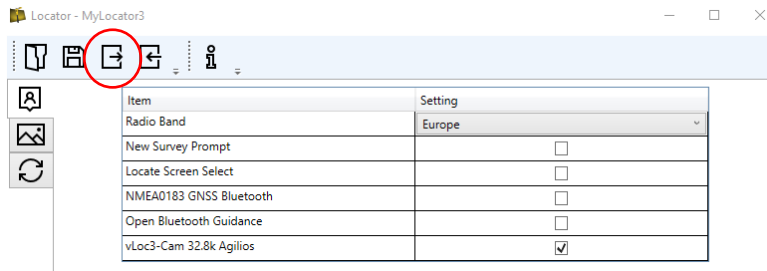 Locator - MyLocator3
Item Setting
Radio Band Europe
New Survey Prompt
Locate Screen Select
NMEA0183 GNSS Bluetooth
Open Bluetooth Guidance
vLoc3-Cam 32.8k Agilios